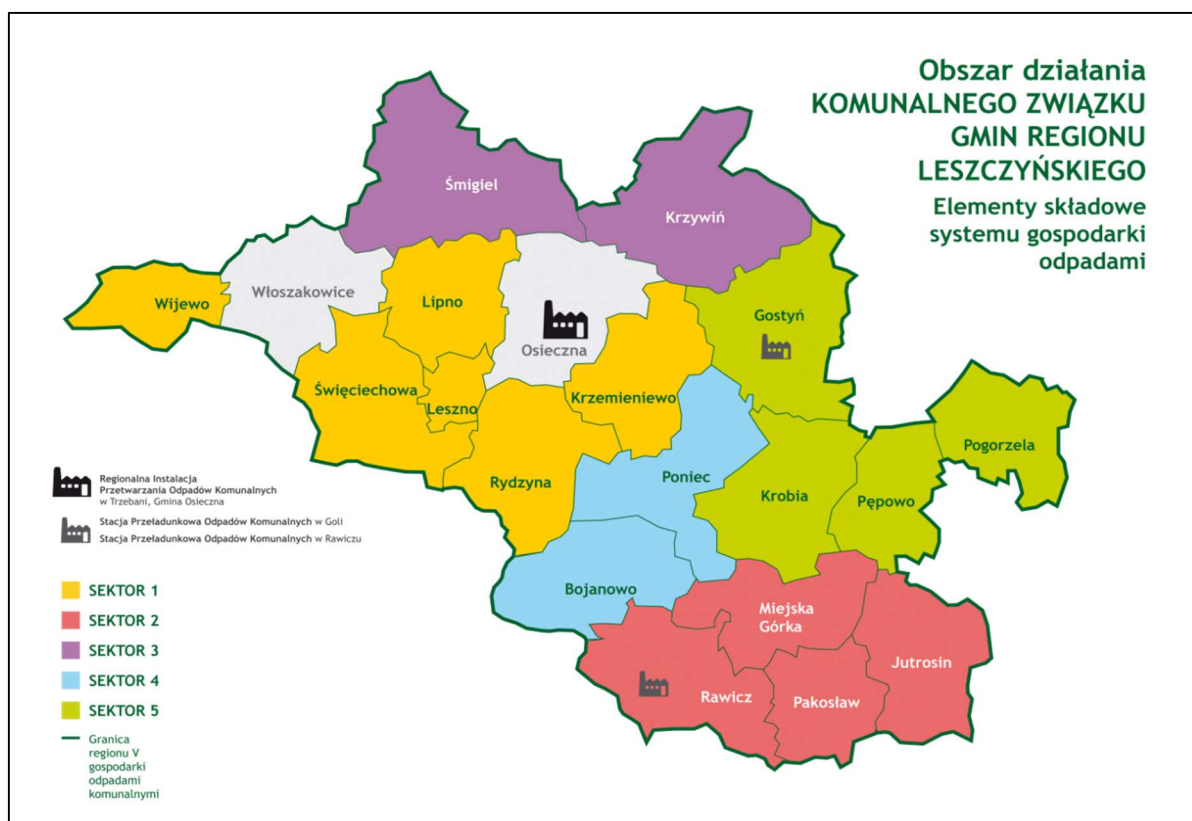 Obszar działania
KOMUNALNEGO ZWIĄZKU
GMIN REGIONU
LESZCZYŃSKIEGO
Elementy składowe
systemu gospodarki
odpadami
Śmigiel
Krzywiń
Wijewo
Włoszakowice
Lipno
Osieczna
Gostyń
Święciechowa
Leszno
Krzemieniewo
Rydzyna
Poniec
Krobia
Pępowo
Pogorzela
Bojanowo
Miejska
Górka
Jutrosin
Rawicz
Pakosław
Regionalna Instalacja
Przetwarzania Odpadów Komunalnych
w Trzebani, Gmina Osieczna
Stacja Przeładunkowa Odpadów Komunalnych w Goli
Stacja Przeładunkowa Odpadów Komunalnych w Rawiczu
SEKTOR 1
SEKTOR 2
SEKTOR 3
SEKTOR 4
SEKTOR 5
Granica
regionu V
gospodarki
odpadami
komunalnymi